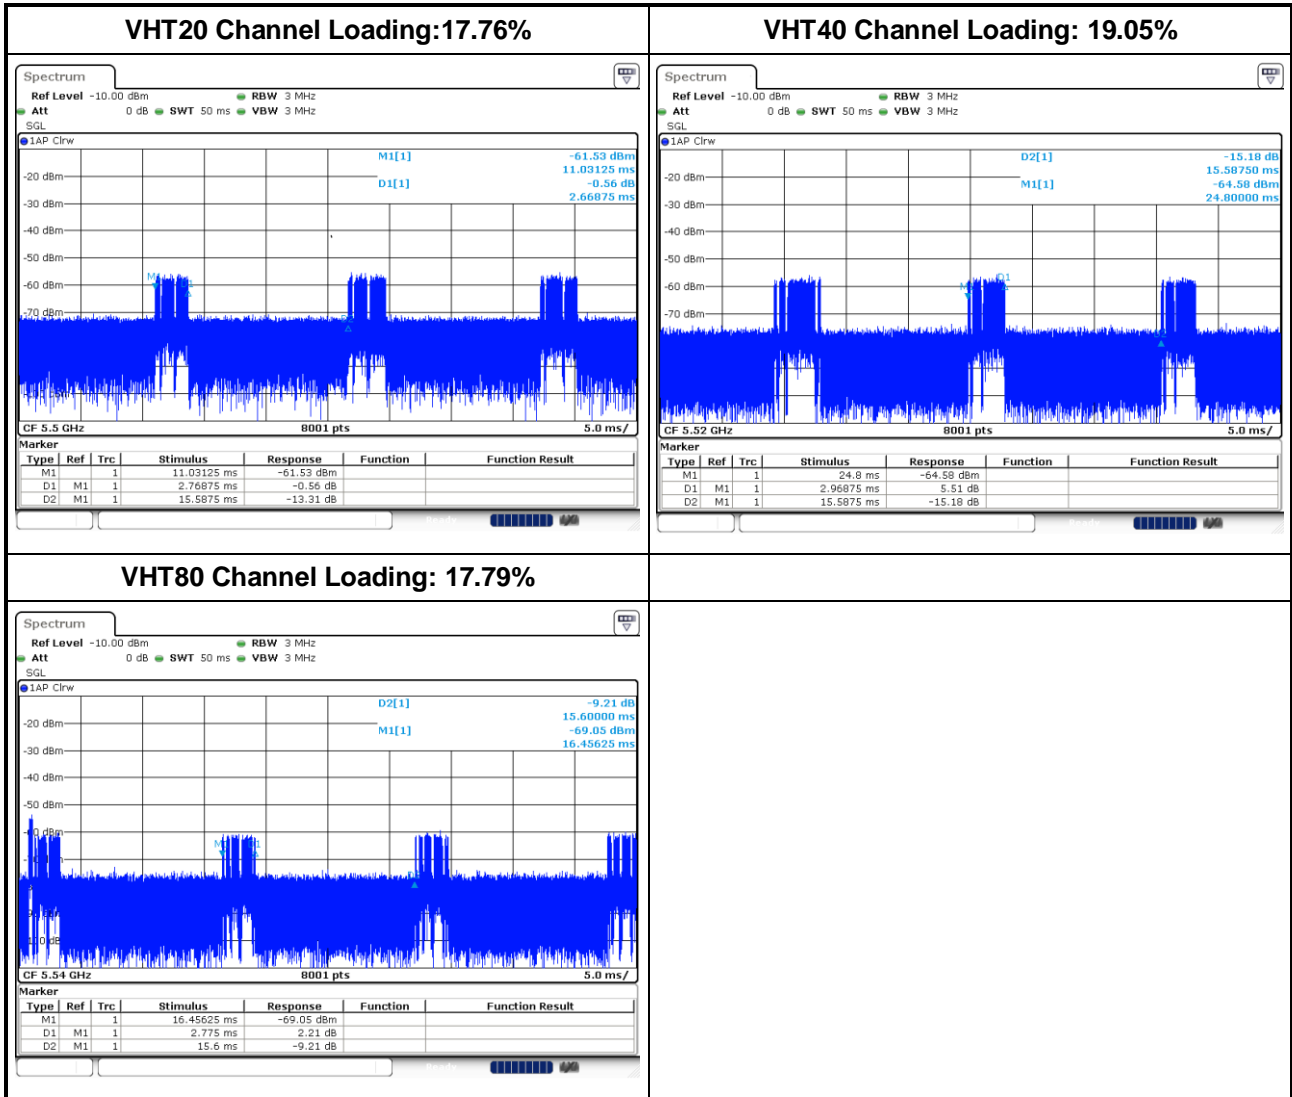 VHT20 Channel Loading:17.76%
VHT40 Channel Loading: 19.05%
Spectrum
Ref Level -10.00 dBm RBW 3 MHz
Att 0 dB SWT 50 ms VBW 3 MHz
SGL
1AP Clrw
M1[1] -61.53 dBm
11.03125 ms
D1[1] -0.56 dB
2.66875 ms
-20 dBm
-30 dBm
-40 dBm
-50 dBm
-60 dBm
-70 dBm
CF 5.5 GHz 8001 pts 5.0 ms/
Marker
Type Ref Trc Stimulus Response Function Function Result
M1 1 11.03125 ms -61.53 dBm
D1 M1 1 2.76875 ms -0.56 dB
D2 M1 1 15.5875 ms -13.31 dB
Ready
Spectrum
Ref Level -10.00 dBm RBW 3 MHz
Att 0 dB SWT 50 ms VBW 3 MHz
SGL
1AP Clrw
D2[1] -15.18 dB
15.58750 ms
M1[1] -64.58 dBm
24.80000 ms
-20 dBm
-30 dBm
-40 dBm
-50 dBm
-60 dBm
-70 dBm
D1
CF 5.52 GHz 8001 pts 5.0 ms/
Marker
Type Ref Trc Stimulus Response Function Function Result
M1 1 24.8 ms -64.58 dBm
D1 M1 1 2.96875 ms 5.51 dB
D2 M1 1 15.5875 ms -15.18 dB
Ready
VHT80 Channel Loading: 17.79%
Spectrum
Ref Level -10.00 dBm RBW 3 MHz
Att 0 dB SWT 50 ms VBW 3 MHz
SGL
1AP Clrw
D2[1] -9.21 dB
15.60000 ms
M1[1] -69.05 dBm
16.45625 ms
-20 dBm
-30 dBm
-40 dBm
-50 dBm
CF 5.54 GHz 8001 pts 5.0 ms/
Marker
Type Ref Trc Stimulus Response Function Function Result
M1 1 16.45625 ms -69.05 dBm
D1 M1 1 2.775 ms 2.21 dB
D2 M1 1 15.6 ms -9.21 dB
Ready